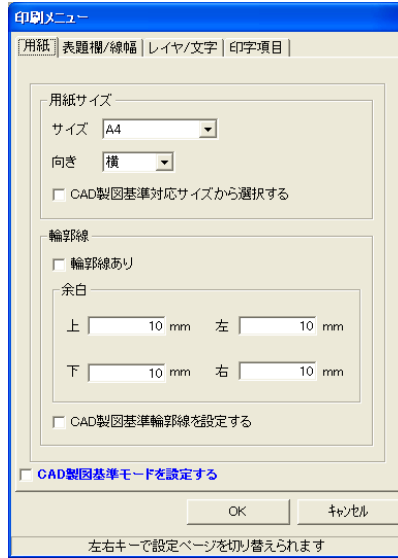 印刷メニュー
用紙 表題欄/線幅 レイヤ/文字 印字項目
用紙サイズ
サイズ A4
向き 横
CAD製図基準対応サイズから選択する
輪郭線
輪郭線あり
余白
上 10 mm 左 10 mm
下 10 mm 右 10 mm
CAD製図基準輪郭線を設定する
CAD製図基準モードを設定する
OK キャンセル
左右キーで設定ページを切り替えられます